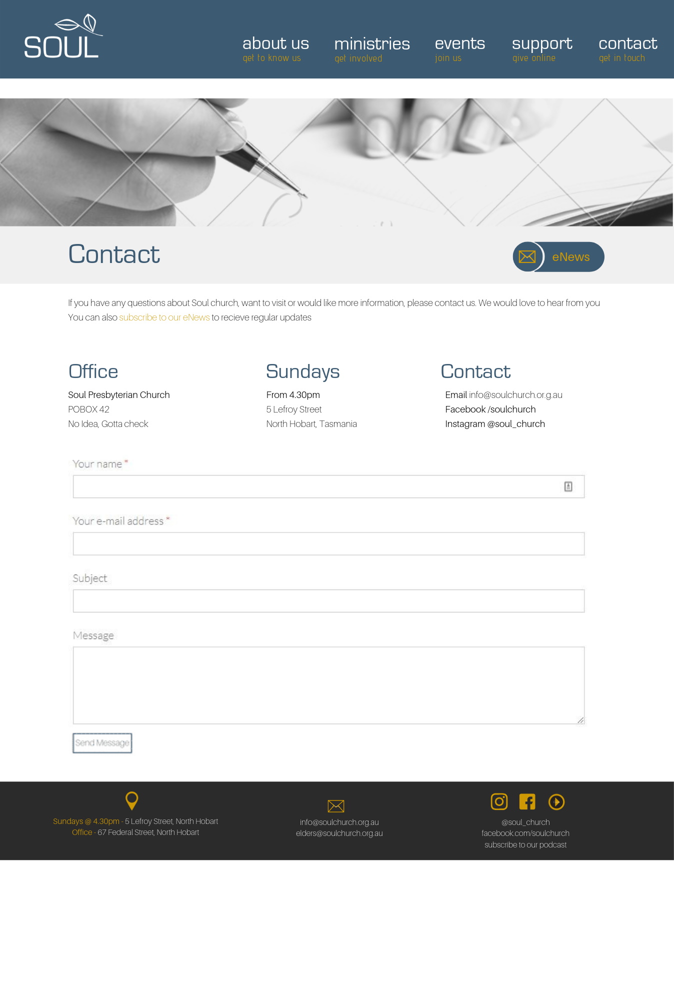 SOUL
about us
get to know us
ministries
get involved
events
join us
support
give online
contact
get in touch
Contact
eNews
If you have any questions about Soul church, want to visit or would like more information, please contact us. We would love to hear from you
You can also subscribe to our eNews to recieve regular updates
Office
Soul Presbyterian Church
POBOX 42
No Idea, Gotta check
Sundays
From 4.30pm
5 Lefroy Street
North Hobart, Tasmania
Contact
Email info@soulchurch.or.g.au
Facebook /soulchurch
Instagram @soul_church
Your name *
Your e-mail address *
Subject
Message
Send Message
Sundays @ 4.30pm - 5 Lefroy Street, North Hobart
Office - 67 Federal Street, North Hobart
info@soulchurch.org.au
elders@soulchurch.org.au
@soul_church
facebook.com/soulchurch
subscribe to our podcast